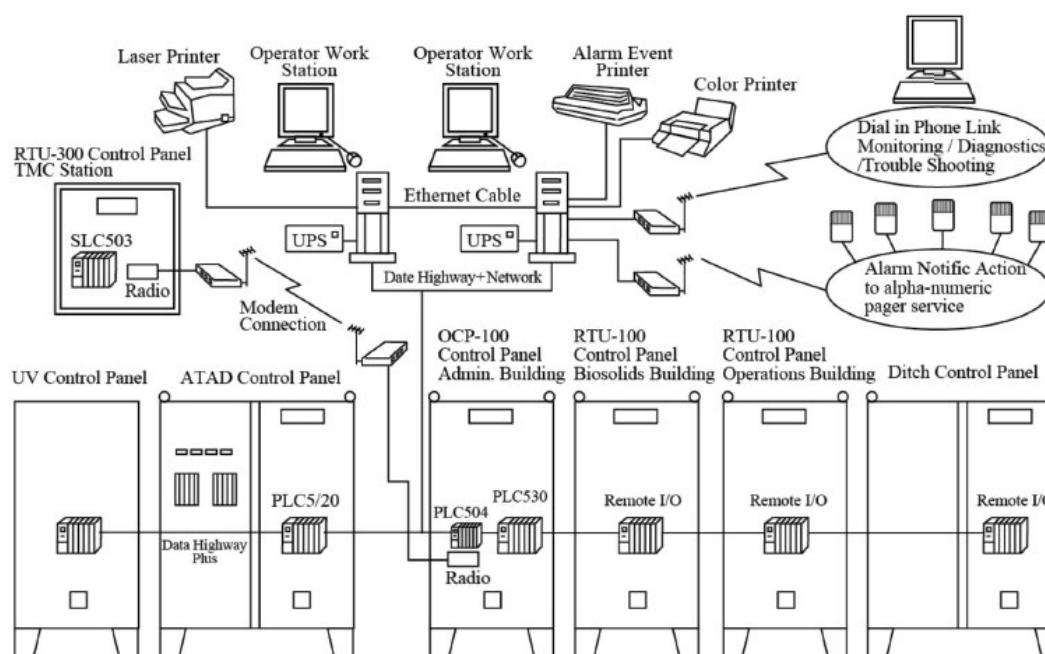 Laser Printer
Operator Work
Station
Operator Work
Station
Alarm Event
Printer
Color Printer
Dial in Phone Link
Monitoring / Diagnostics
/Trouble Shooting
RTU-300 Control Panel
TMC Station
SLC503
Radio
Ethernet Cable
UPS
UPS
Date Highway+Network
Modem
Connection
Alarm Notific Action
to alpha-numeric
pager service
UV Control Panel
ATAD Control Panel
OCP-100
Control Panel
Admin. Building
RTU-100
Control Panel
Biosolids Building
RTU-100
Control Panel
Operations Building
Ditch Control Panel
PLC5/20
Data Highway
Plus
PLC504
PLC530
Radio
Remote I/O
Remote I/O
Remote I/O